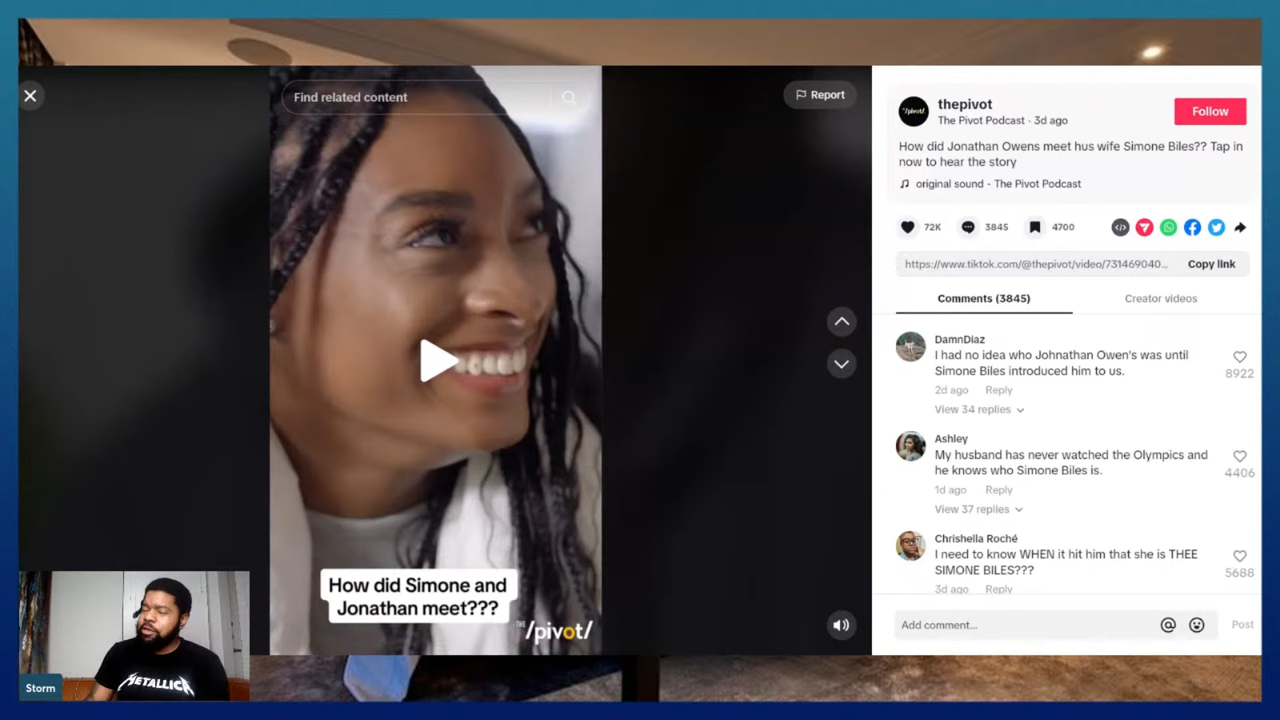 Find related content
Report
How did Simone and
Jonathan meet???
THE
/pivot/
Storm
METALLICA
/pivot/
thepivot
The Pivot Podcast · 3d ago
Follow
How did Jonathan Owens meet hus wife Simone Biles?? Tap in
now to hear the story
original sound - The Pivot Podcast
72K
3845
4700
https://www.tiktok.com/@thepivot/video/731469040...
Copy link
Comments (3845)
Creator videos
DamnDiaz
I had no idea who Johnathan Owen's was until
Simone Biles introduced him to us.
8922
2d ago
Reply
View 34 replies
Ashley
My husband has never watched the Olympics and
he knows who Simone Biles is.
4406
1d ago
Reply
View 37 replies
Chrishella Roché
I need to know WHEN it hit him that she is THEE
SIMONE BILES???
5688
3d ago
Reply
Add comment...
Post